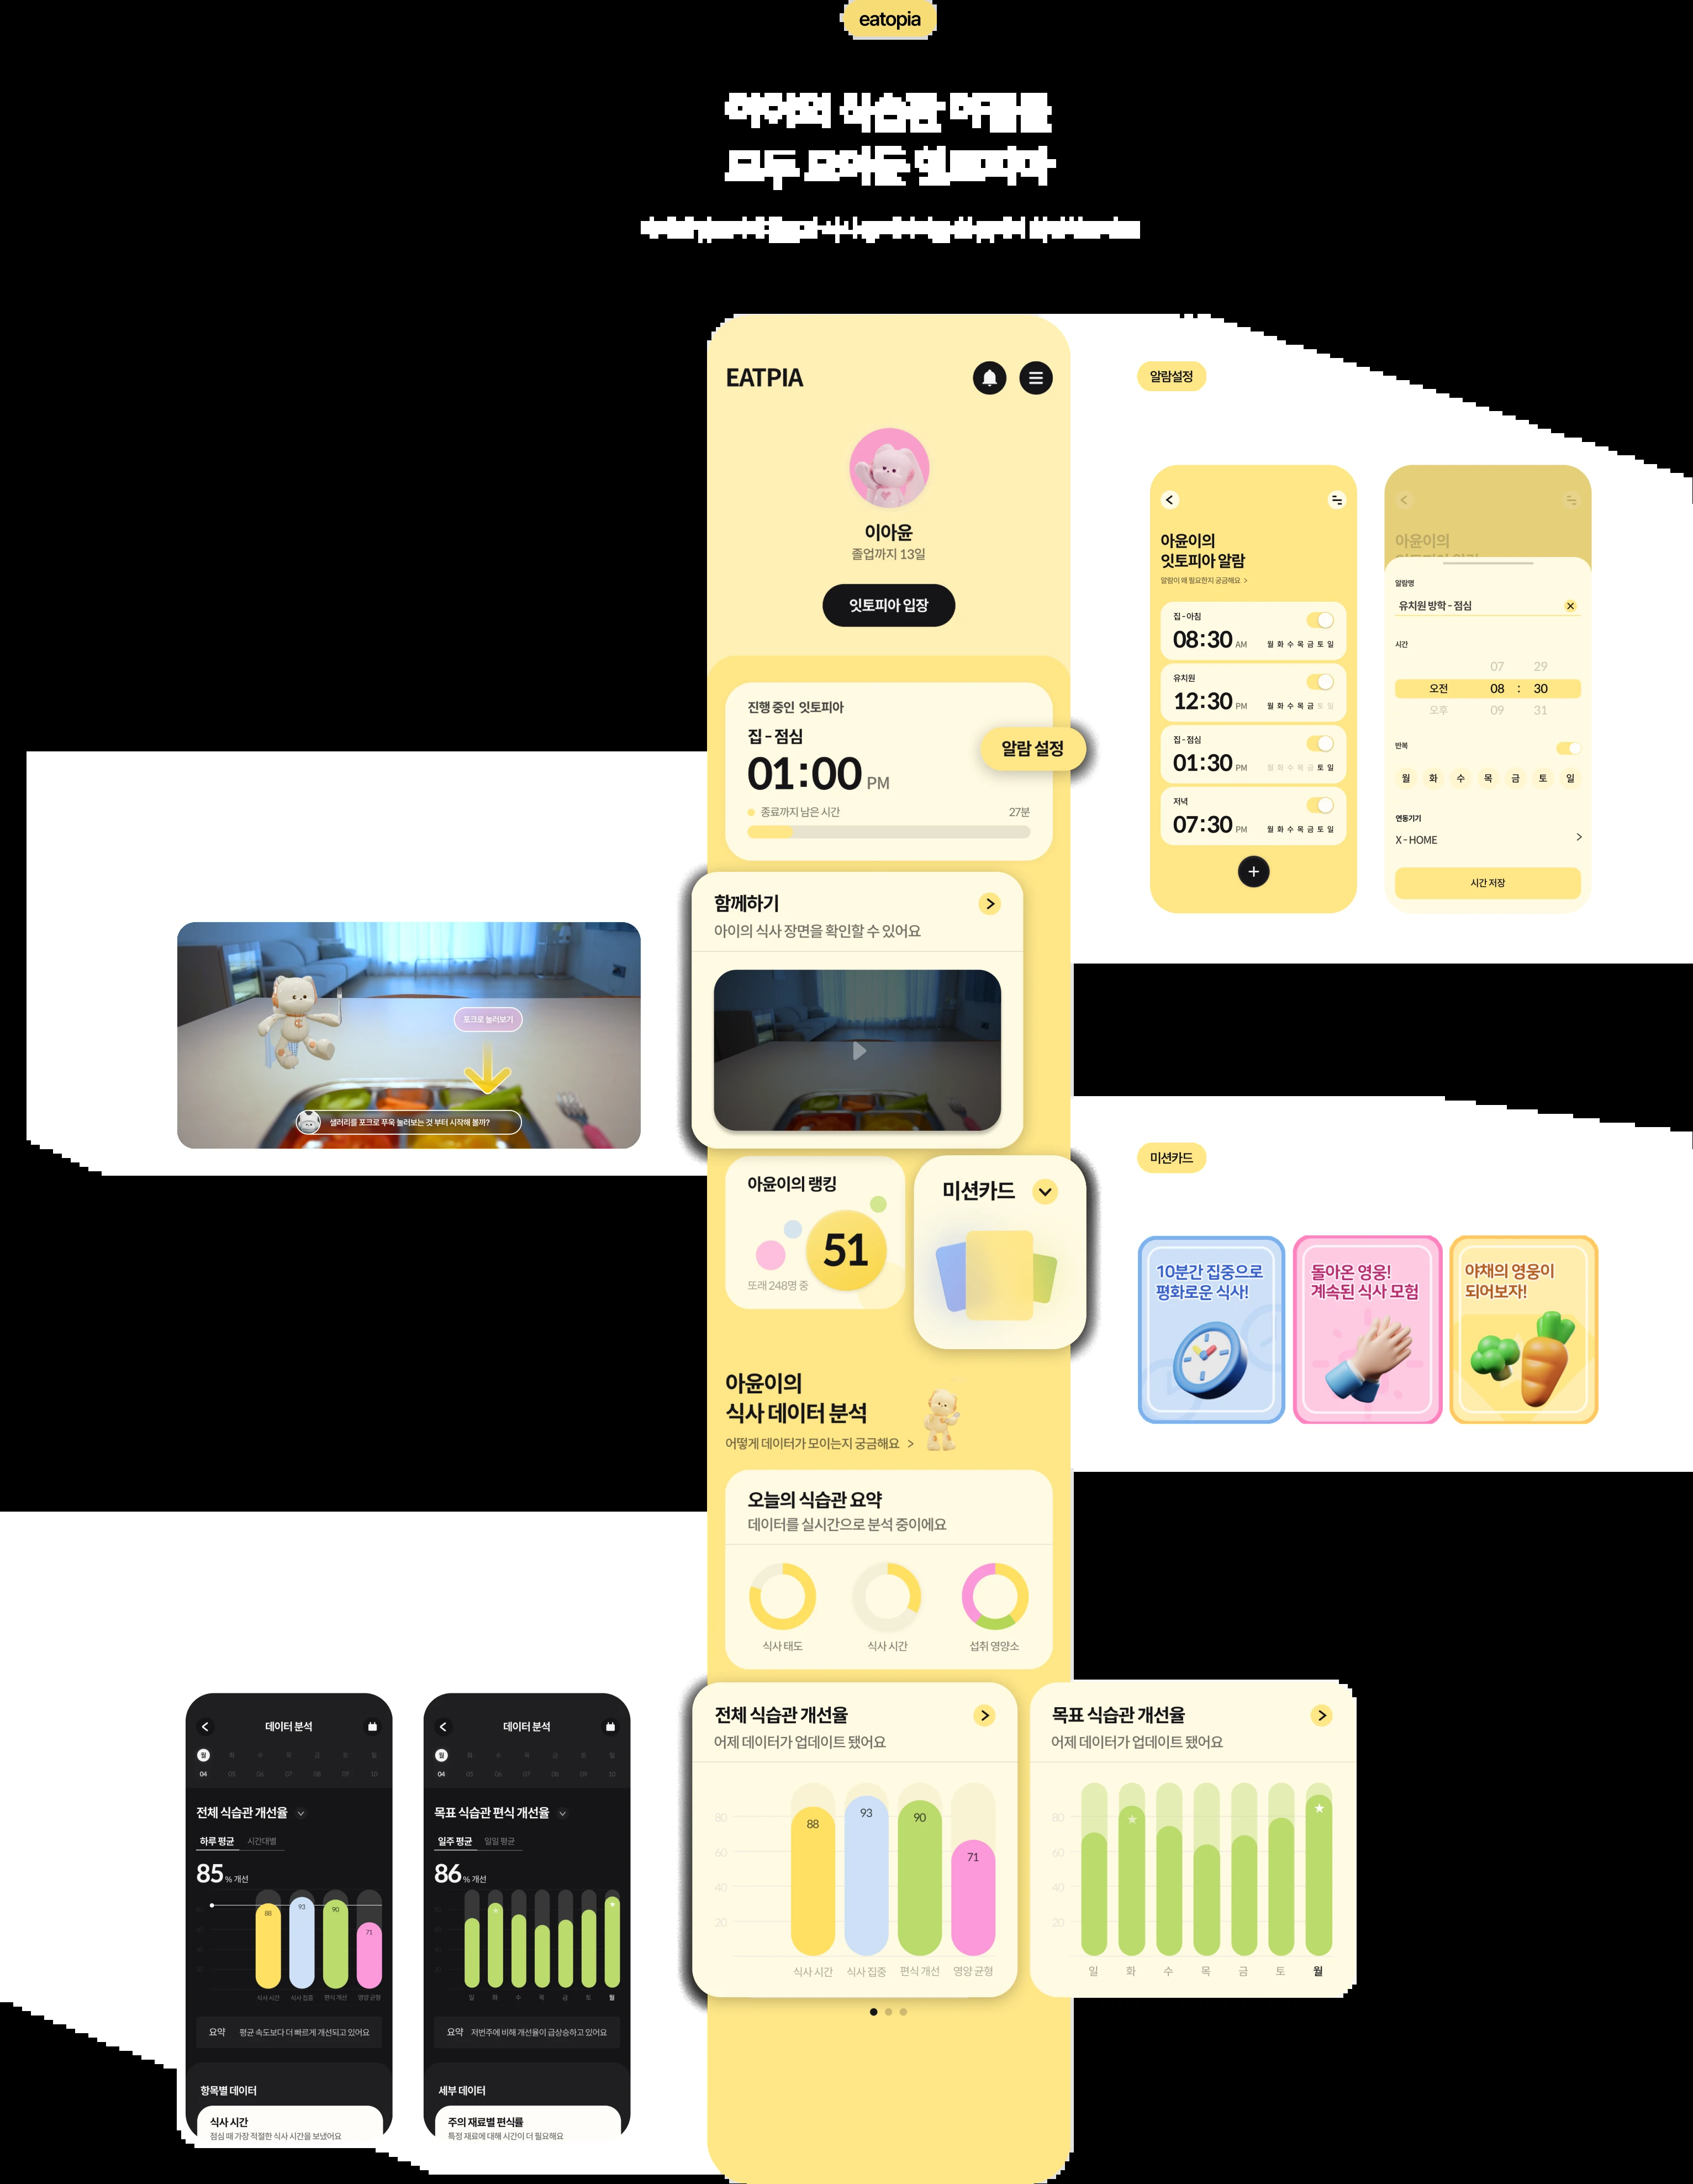 eatopia
아이의 식습관 여정을
모두 모아둔 잇토피아
EATPIA
이아윤
졸업까지 13일
잇토피아 입장
진행 중인 잇토피아
집 - 점심
01:00 PM
알람 설정
종료까지 남은 시간
27분
함께하기
아이의 식사 장면을 확인할 수 있어요
포크로 눌러보기
샐러리를 포크로 푸욱 눌러보는 것 부터 시작해 볼까?
아윤이의 랭킹
51
또래 248명 중
미션카드
아윤이의
식사 데이터 분석
어떻게 데이터가 모이는지 궁금해요 >
오늘의 식습관 요약
데이터를 실시간으로 분석 중이에요
식사 태도
식사 시간
섭취 영양소
전체 식습관 개선율
어제 데이터가 업데이트 됐어요
80
60
40
20
88
93
90
71
식사 시간
식사 집중
편식 개선
영양 균형
목표 식습관 개선율
어제 데이터가 업데이트 됐어요
80
60
40
20
일 화 수 목 금 토 월
알람설정
아윤이의
잇토피아 알람
알람이 왜 필요한지 궁금해요 >
집 - 아침
08:30 AM
월 화 수 목 금 토 일
유치원
12:30 PM
월 화 수 목 금 토 일
집 - 점심
01:30 PM
월 화 수 목 금 토 일
저녁
07:30 PM
월 화 수 목 금 토 일
아윤이의
알람명
유치원 방학 - 점심
시간
07 29
오전 08 : 30
오후 09 31
반복
월 화 수 목 금 토 일
연동기기
X - HOME
시간 저장
미션카드
10분간 집중으로
평화로운 식사!
돌아온 영웅!
계속된 식사 모험
야채의 영웅이
되어보자!
데이터 분석
월 화 수 목 금 토 일
04 05 06 07 08 09 10
전체 식습관 개선율
하루 평균
시간대별
85 % 개선
88
93
90
71
식사 시간
식사 집중
편식 개선
영양 균형
요약
평균 속도보다 더 빠르게 개선되고 있어요
항목별 데이터
식사 시간
점심 때 가장 적절한 식사 시간을 보냈어요
데이터 분석
월 화 수 목 금 토 일
04 05 06 07 08 09 10
목표 식습관 편식 개선율
일주 평균
일일 평균
86 % 개선
일 화 수 목 금 토 월
요약
저번주에 비해 개선율이 급상승하고 있어요
세부 데이터
주의 재료별 편식률
특정 재료에 대해 시간이 더 필요해요